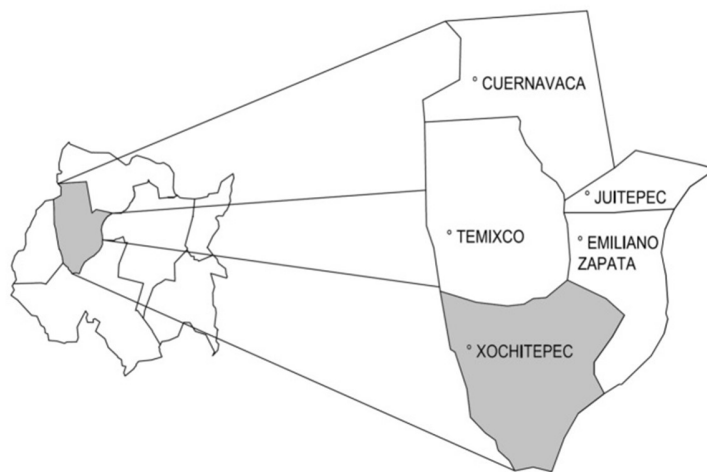 ° CUERNAVACA
° JUITEPEC
° TEMIXCO
° EMILIANO
ZAPATA
° XOCHITEPEC